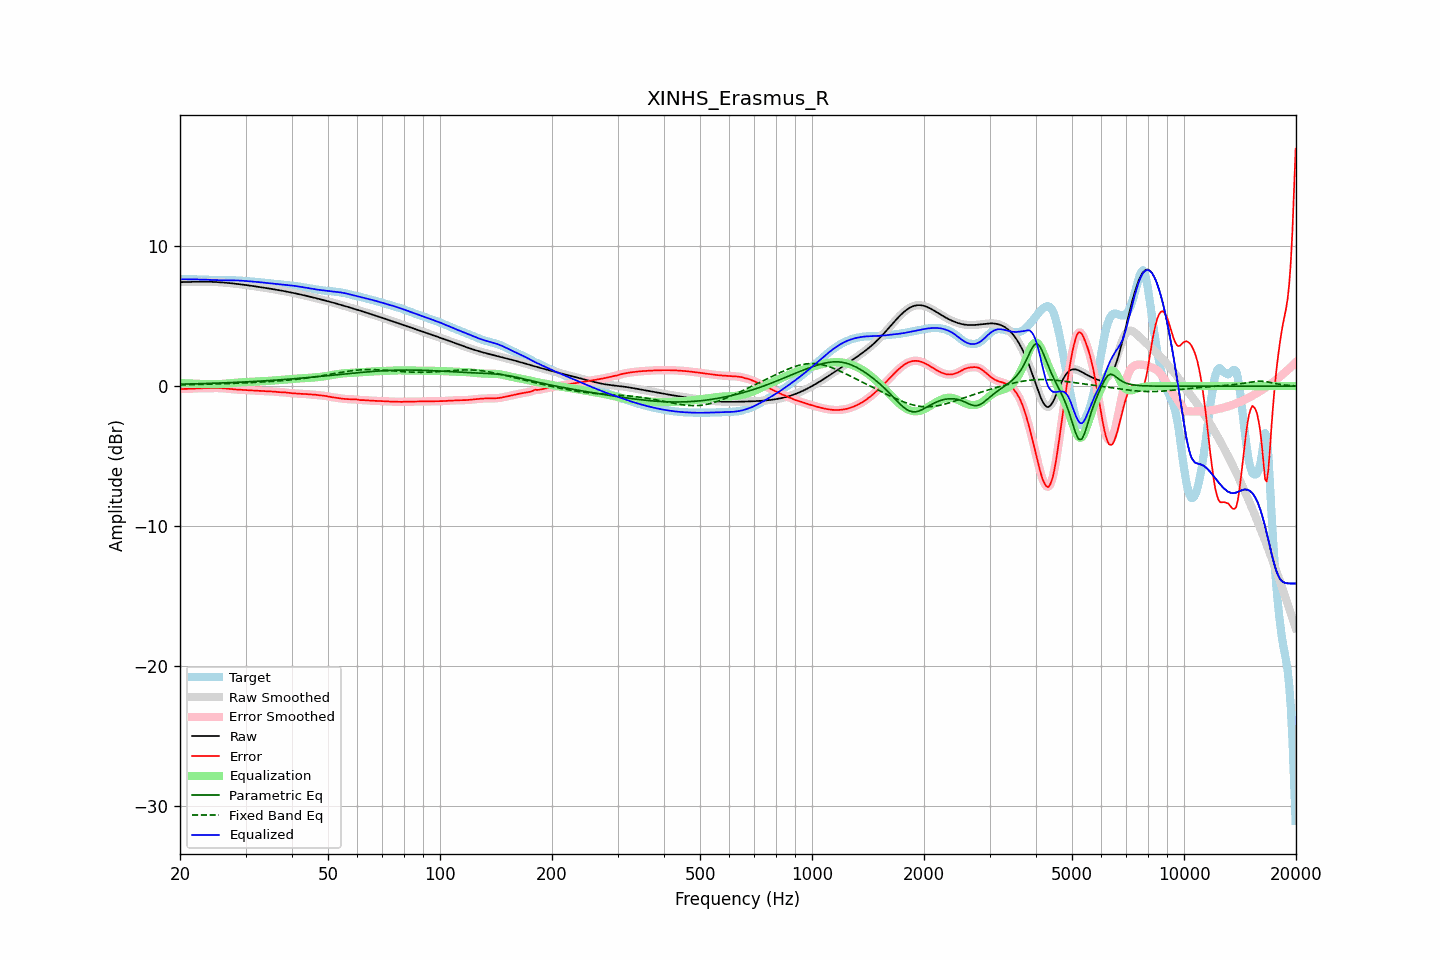 XINHS_Erasmus_R
Amplitude (dBr)
10
0
−10
−20
−30
Target
Raw Smoothed
Error Smoothed
Raw
Error
Equalization
Parametric Eq
Fixed Band Eq
Equalized
20
50
100
200
500
1000
2000
5000
10000
20000
Frequency (Hz)